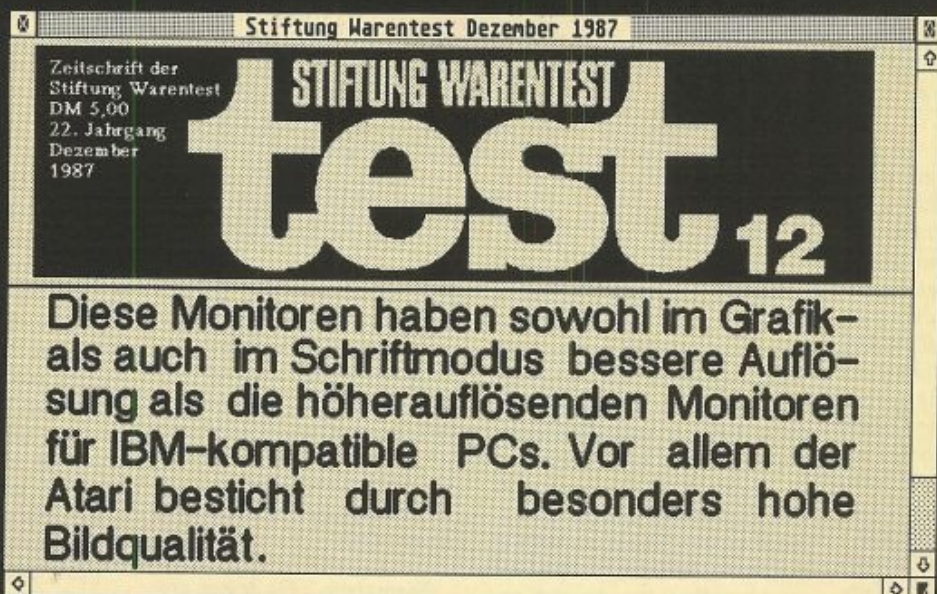 Stiftung Warentest Dezember 1987
Zeitschrift der
Stiftung Warentest
DM 5,00
22. Jahrgang
Dezember
1987
STIFTUNG WARENTEST
test 12
Diese Monitoren haben sowohl im Grafik-
als auch im Schriftmodus bessere Auflö-
sung als die höherauflösenden Monitoren
für IBM-kompatible PCs. Vor allem der
Atari besticht durch besonders hohe
Bildqualität.